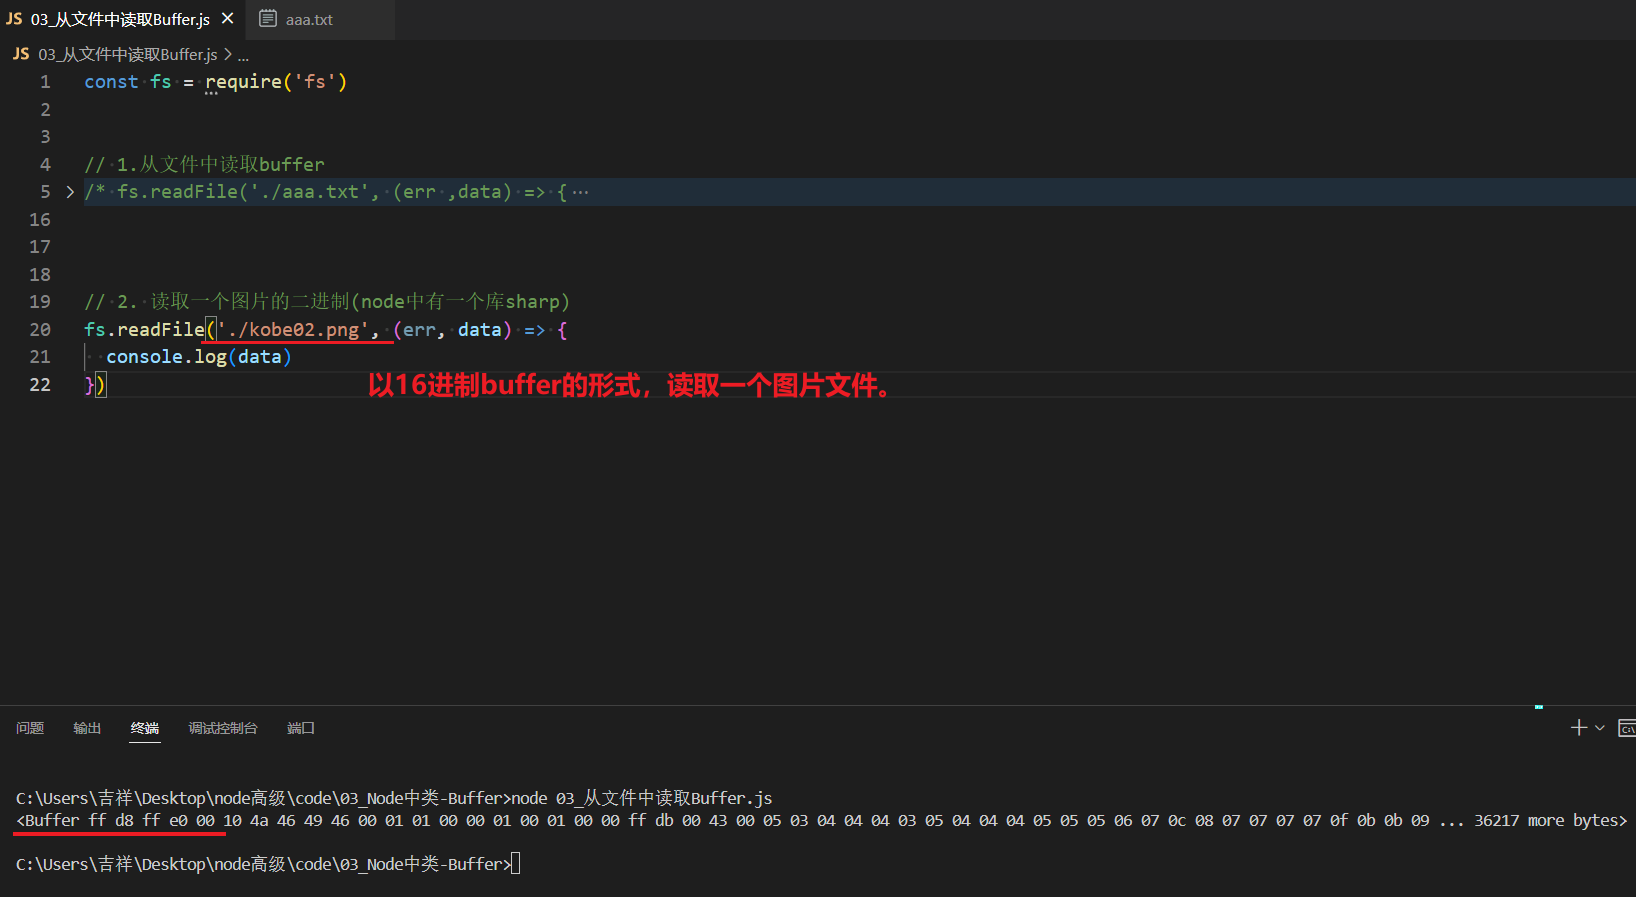 JS 03_从文件中读取Buffer.js × aaa.txt
JS 03_从文件中读取Buffer.js > ...
1 const fs = require('fs')
2
3
4 // 1.从文件中读取buffer
5 > /* fs.readFile('./aaa.txt', (err ,data) => { ···
16
17
18
19 // 2. 读取一个图片的二进制(node中有一个库sharp)
20 fs.readFile('./kobe02.png', (err, data) => {
21 console.log(data)
22 })
以16进制buffer的形式，读取一个图片文件。
问题 输出 终端 调试控制台 端口
C:\Users\吉祥\Desktop\node高级\code\03_Node中类-Buffer>node 03_从文件中读取Buffer.js
<Buffer ff d8 ff e0 00 10 4a 46 49 46 00 01 01 00 00 01 00 01 00 00 ff db 00 43 00 05 03 04 04 04 03 05 04 04 04 05 05 05 06 07 0c 08 07 07 07 07 0f 0b 0b 09 ... 36217 more bytes>
C:\Users\吉祥\Desktop\node高级\code\03_Node中类-Buffer>